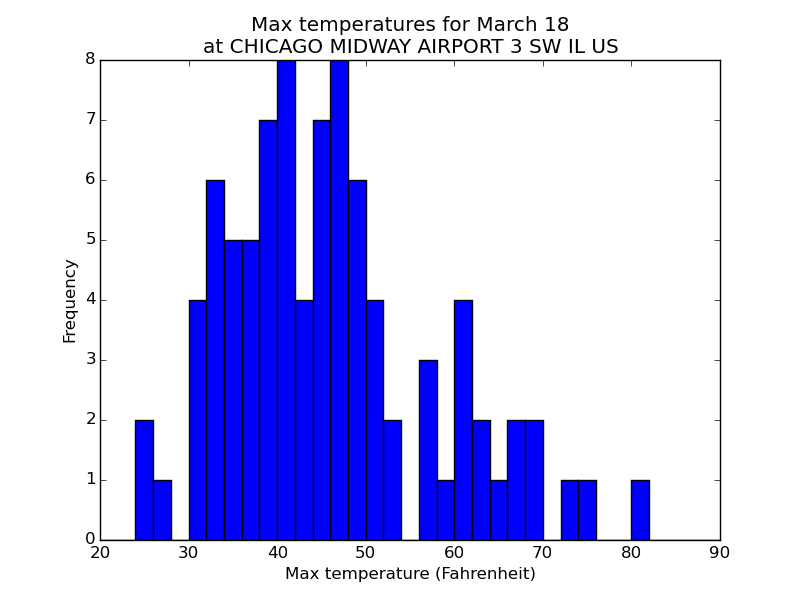 Max temperatures for March 18
at CHICAGO MIDWAY AIRPORT 3 SW IL US
8
7
6
5
4
3
2
1
0
Frequency
20 30 40 50 60 70 80 90
Max temperature (Fahrenheit)